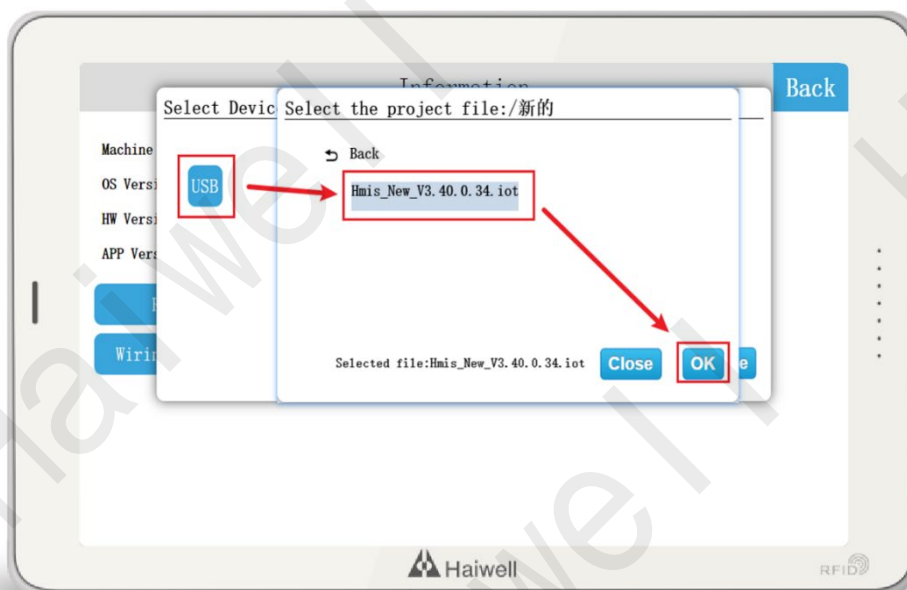 Information
Back
Select Devic
Select the project file:/新的
Machine
Back
OS Versi
USB
Hmis_New_V3.40.0.34.iot
HW Versi
APP Vers
Wirin
Selected file:Hmis_New_V3.40.0.34.iot
Close
OK
e
Haiwell
RFID
Haiwell